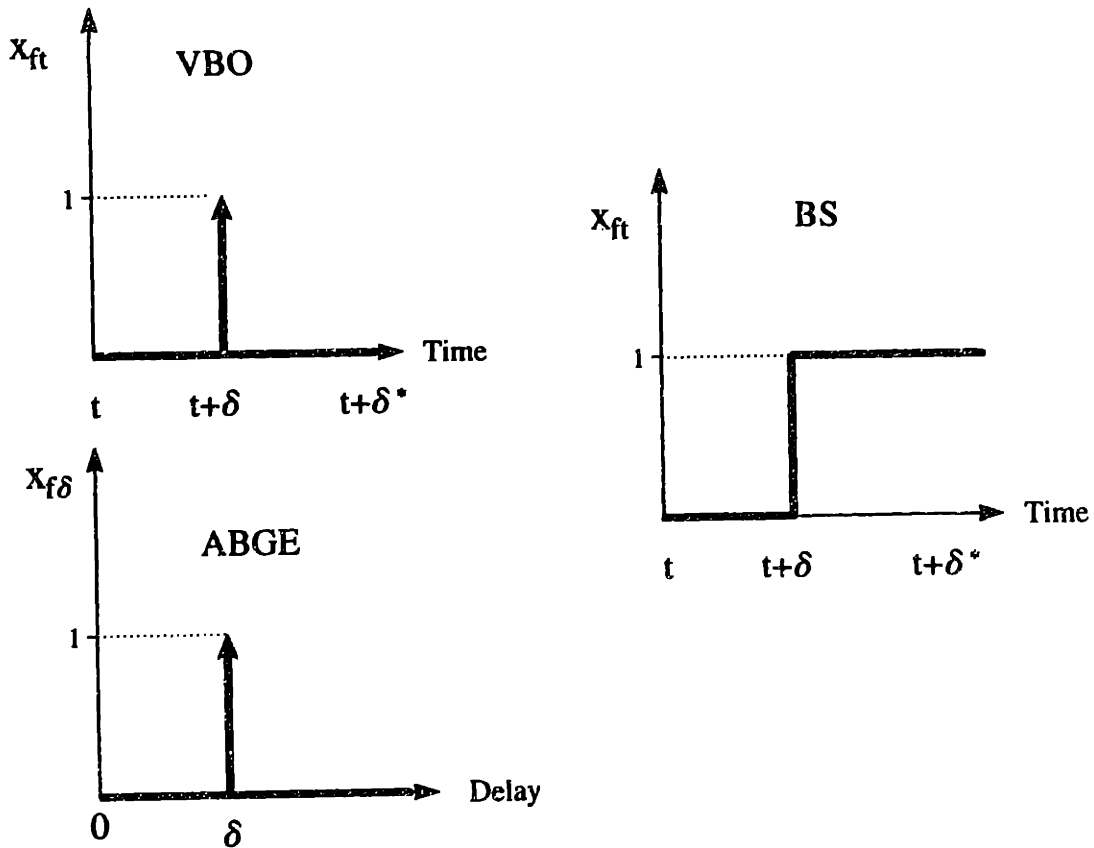 X_ft
VBO
1
Time
t t+δ t+δ*
X_ft
BS
1
Time
t t+δ t+δ*
X_fδ
ABGE
1
Delay
0 δ